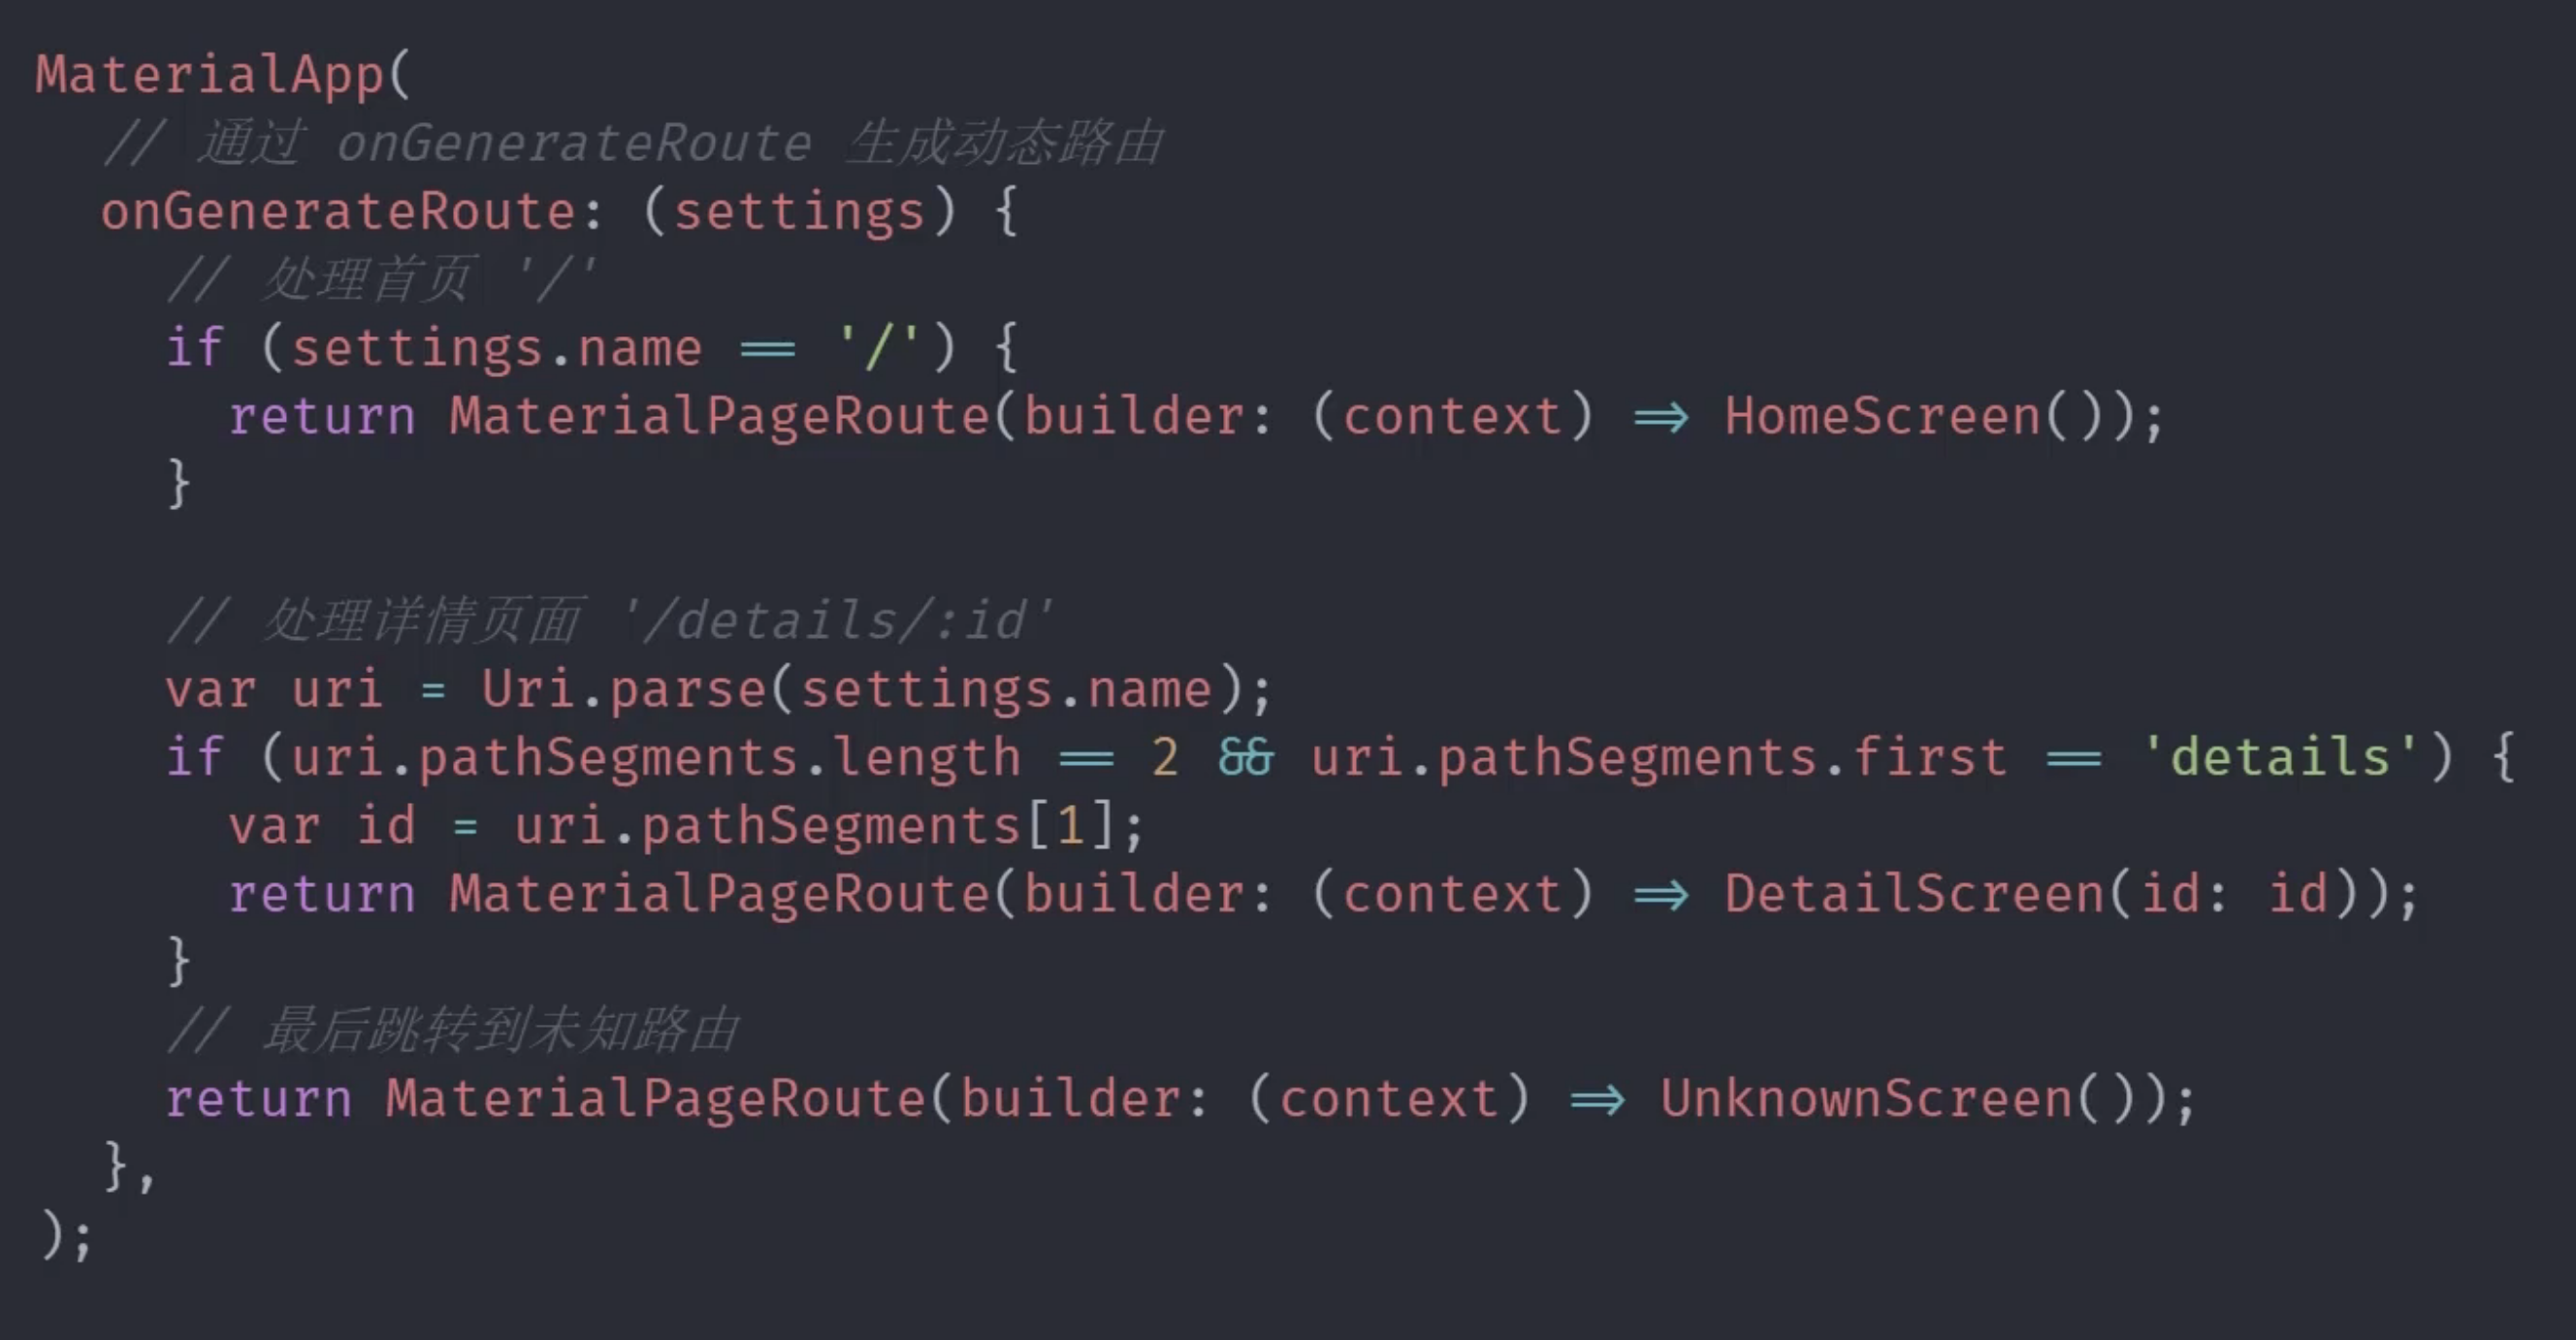 MaterialApp(
// 通过 onGenerateRoute 生成动态路由
onGenerateRoute: (settings) {
// 处理首页 '/'
if (settings.name == '/') {
return MaterialPageRoute(builder: (context) => HomeScreen());
}
// 处理详情页面 '/details/:id'
var uri = Uri.parse(settings.name);
if (uri.pathSegments.length == 2 && uri.pathSegments.first == 'details') {
var id = uri.pathSegments[1];
return MaterialPageRoute(builder: (context) => DetailScreen(id: id));
}
// 最后跳转到未知路由
return MaterialPageRoute(builder: (context) => UnknownScreen());
},
);